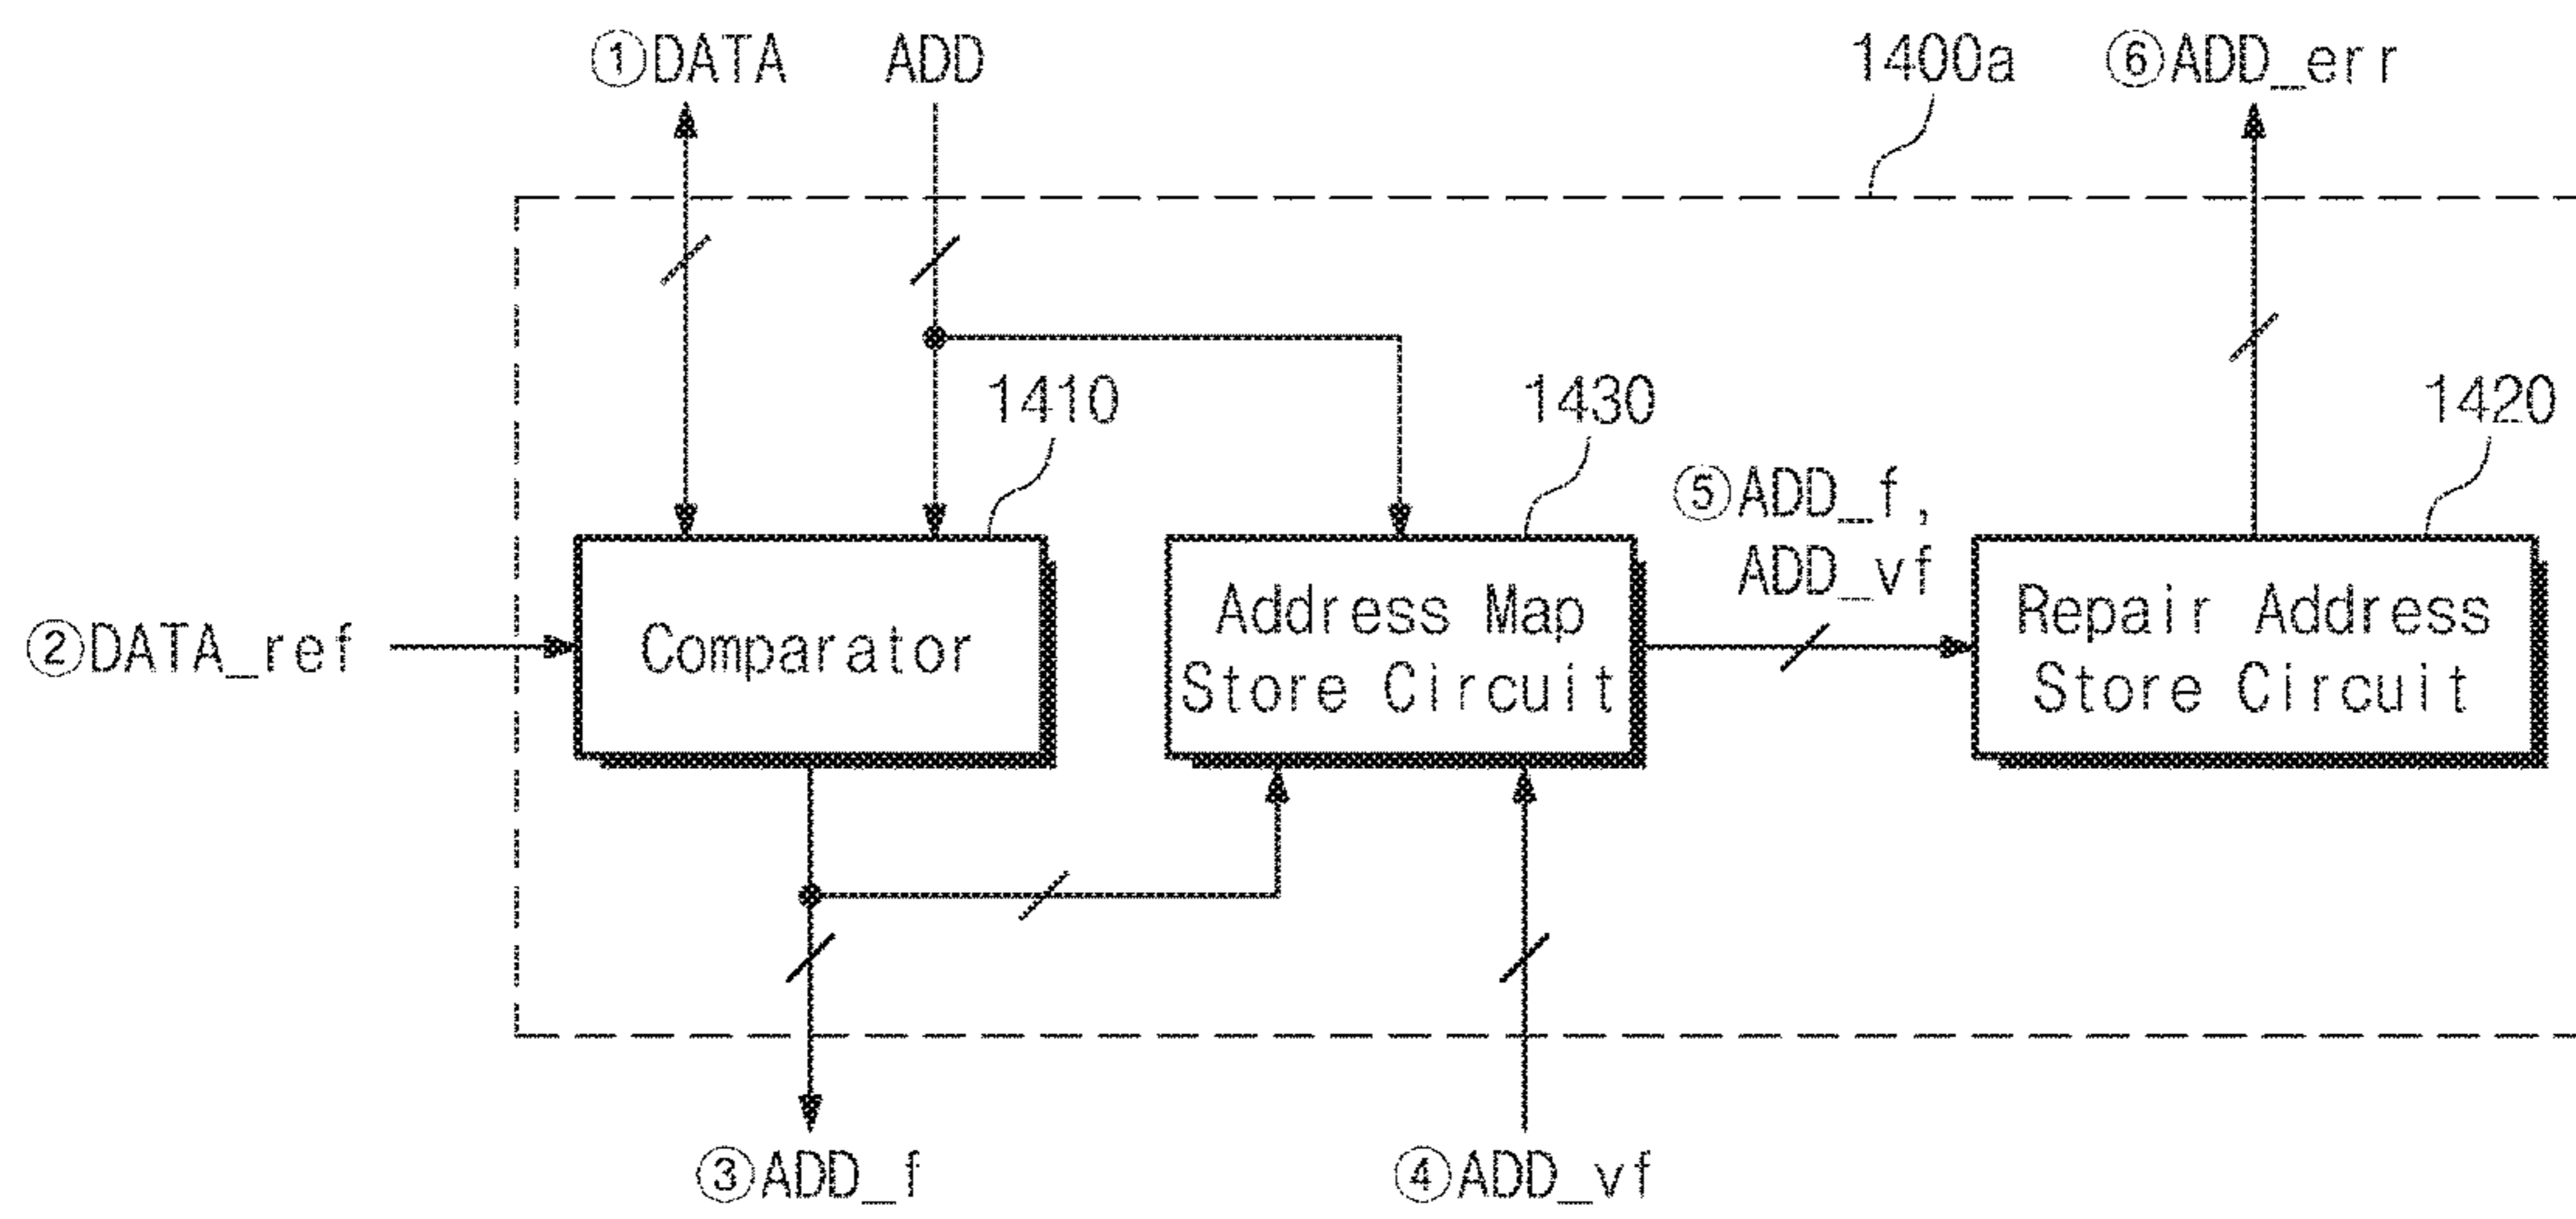 ①DATA ADD 1400a ⑥ADD_err
1410 1430 1420
⑤ADD_f,
ADD_vf
②DATA_ref
Comparator
Address Map
Store Circuit
Repair Address
Store Circuit
③ADD_f ④ADD_vf